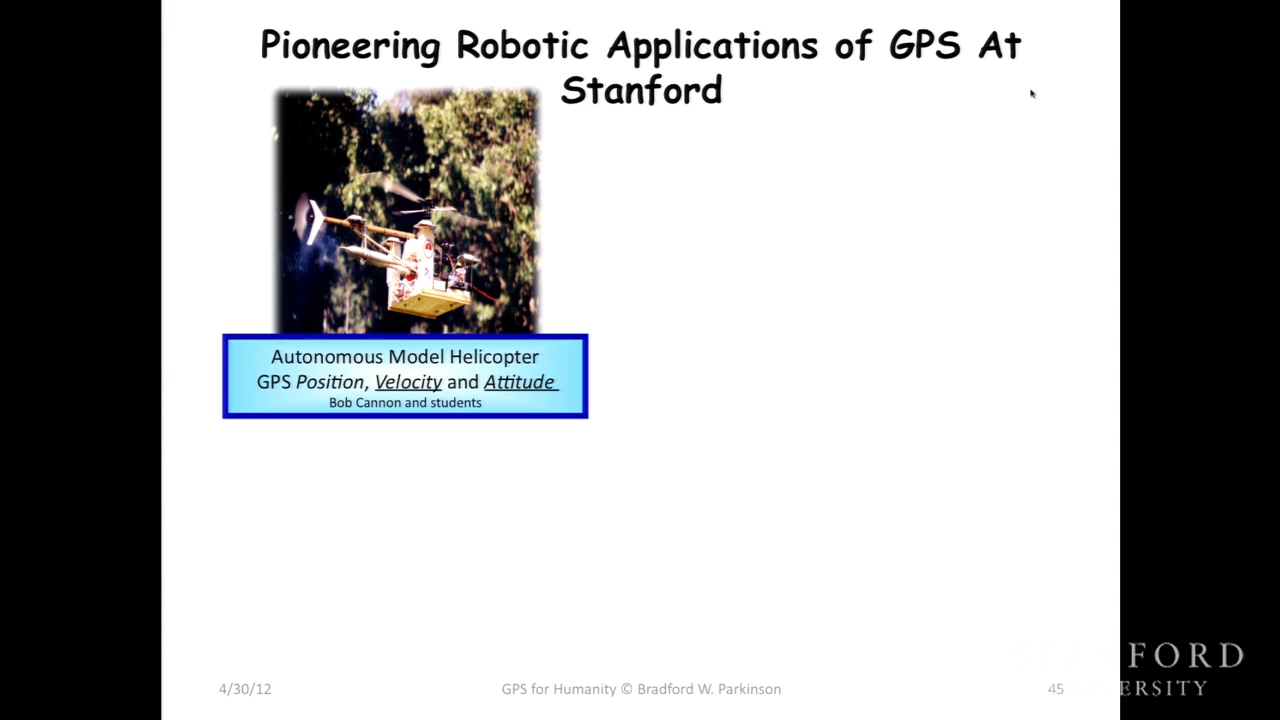 Pioneering Robotic Applications of GPS At
Stanford
Autonomous Model Helicopter
GPS Position, Velocity and Attitude
Bob Cannon and students
4/30/12
GPS for Humanity © Bradford W. Parkinson
45
FORD
ERSITY